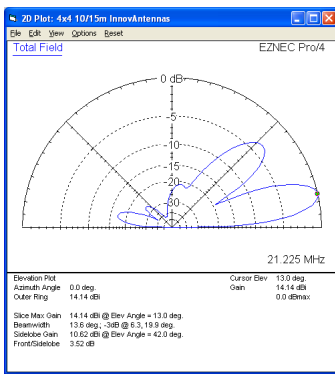 2D Plot: 4x4 10/15m InnovAntennas
File Edit View Options Reset
Total Field
EZNEC Pro/4
0 dB
-5
-10
-15
-20
-30
21.225 MHz
Elevation Plot
Cursor Elev 13.0 deg.
Azimuth Angle 0.0 deg.
Gain 14.14 dBi
Outer Ring 14.14 dBi
0.0 dBmax
Slice Max Gain 14.14 dBi @ Elev Angle = 13.0 deg.
Beamwidth 13.6 deg.; -3dB @ 6.3, 19.9 deg.
Sidelobe Gain 10.62 dBi @ Elev Angle = 42.0 deg.
Front/Sidelobe 3.52 dB